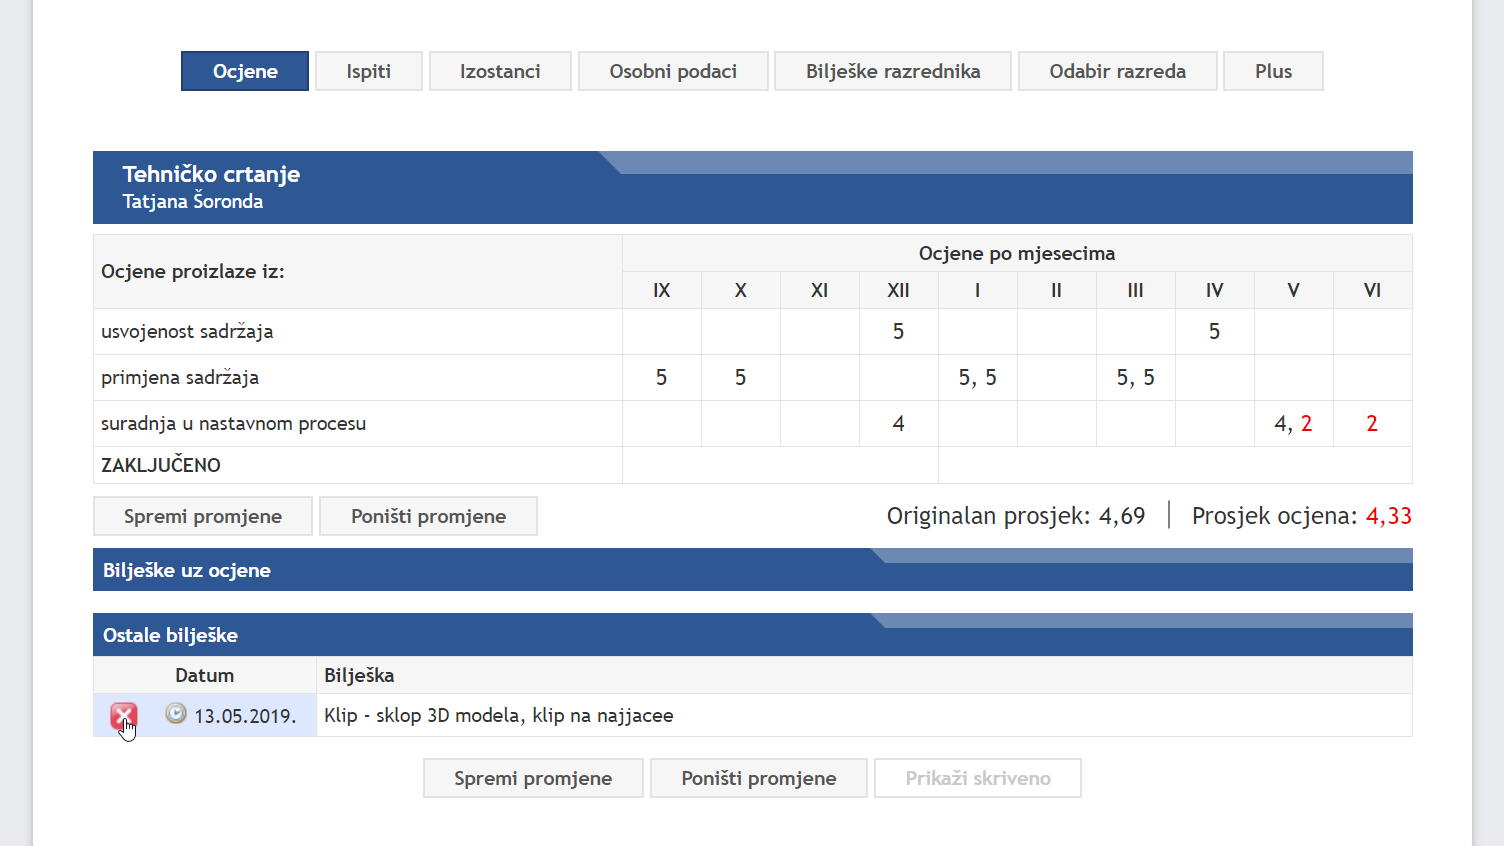 Ocjene Ispiti Izostanci Osobni podaci Bilješke razrednika Odabir razreda Plus
Tehničko crtanje
Tatjana Šoronda
Ocjene proizlaze iz: Ocjene po mjesecima
IX X XI XII I II III IV V VI
usvojenost sadržaja 5 5
primjena sadržaja 5 5 5, 5 5, 5
suradnja u nastavnom procesu 4 4, 2 2
ZAKLJUČENO
Spremi promjene Poništi promjene Originalan prosjek: 4,69 | Prosjek ocjena: 4,33
Bilješke uz ocjene
Ostale bilješke
Datum Bilješka
13.05.2019. Klip - sklop 3D modela, klip na najjacee
Spremi promjene Poništi promjene Prikaži skriveno